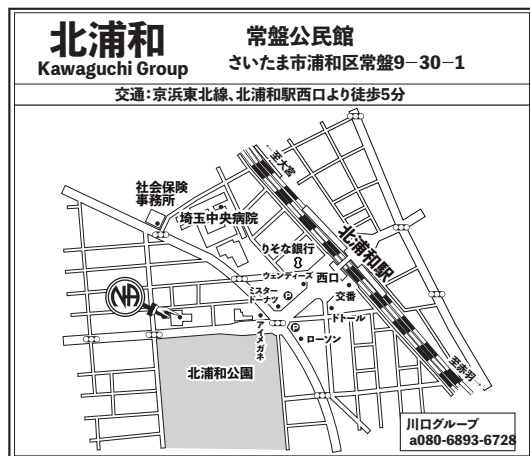 北浦和
Kawaguchi Group
常盤公民館
さいたま市浦和区常盤9−30−1
交通：京浜東北線、北浦和駅西口より徒歩5分
至大宮
社会保険
事務所
埼玉中央病院
りそな銀行
北浦和駅
ウェンディーズ
西口
ミスター
ドーナツ
P
交番
NA
ドトール
アイメガネ
P
ローソン
北浦和公園
至赤羽
川口グループ
a080-6893-6728